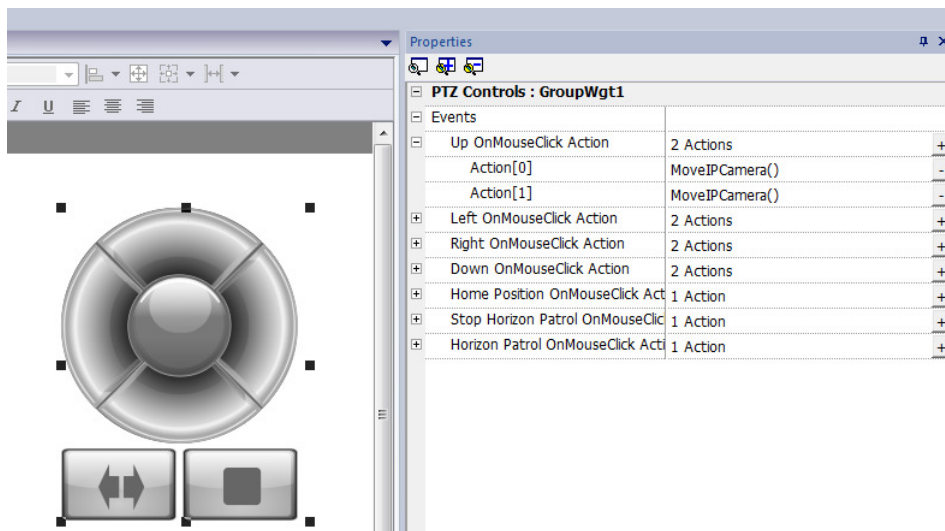 Properties
I U
PTZ Controls : GroupWgt1
Events
Up OnMouseClick Action 2 Actions +
Action[0] MoveIPCamera() -
Action[1] MoveIPCamera() -
Left OnMouseClick Action 2 Actions +
Right OnMouseClick Action 2 Actions +
Down OnMouseClick Action 2 Actions +
Home Position OnMouseClick Act 1 Action +
Stop Horizon Patrol OnMouseClic 1 Action +
Horizon Patrol OnMouseClick Acti 1 Action +